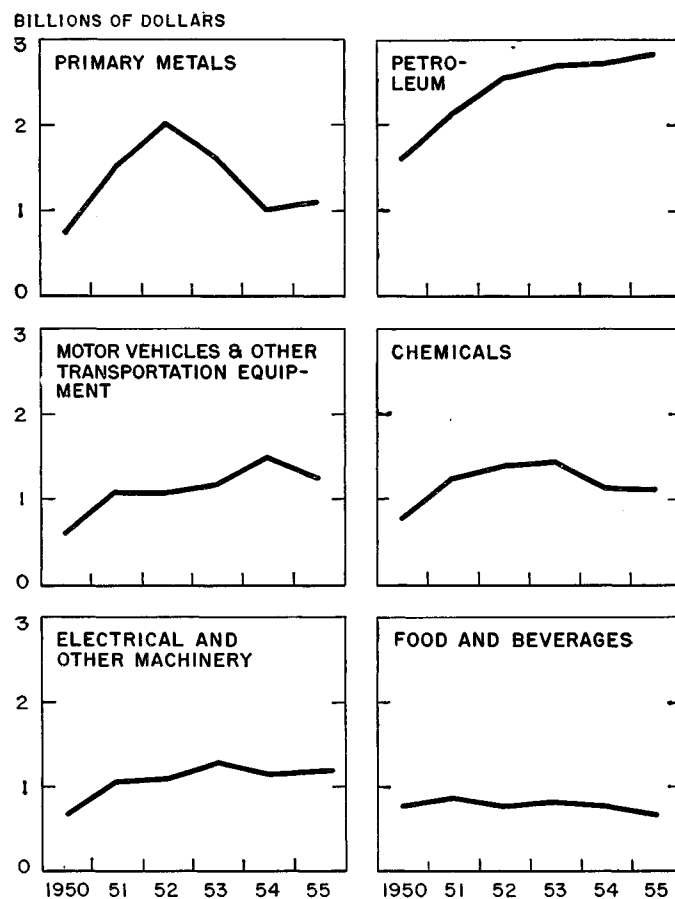 BILLIONS OF DOLLARS
3
PRIMARY METALS
2
1
0
PETRO-
LEUM
3
MOTOR VEHICLES & OTHER
TRANSPORTATION EQUIP-
MENT
2
1
0
CHEMICALS
3
ELECTRICAL AND
OTHER MACHINERY
2
1
0
FOOD AND BEVERAGES
1950 51 52 53 54 55
1950 51 52 53 54 55